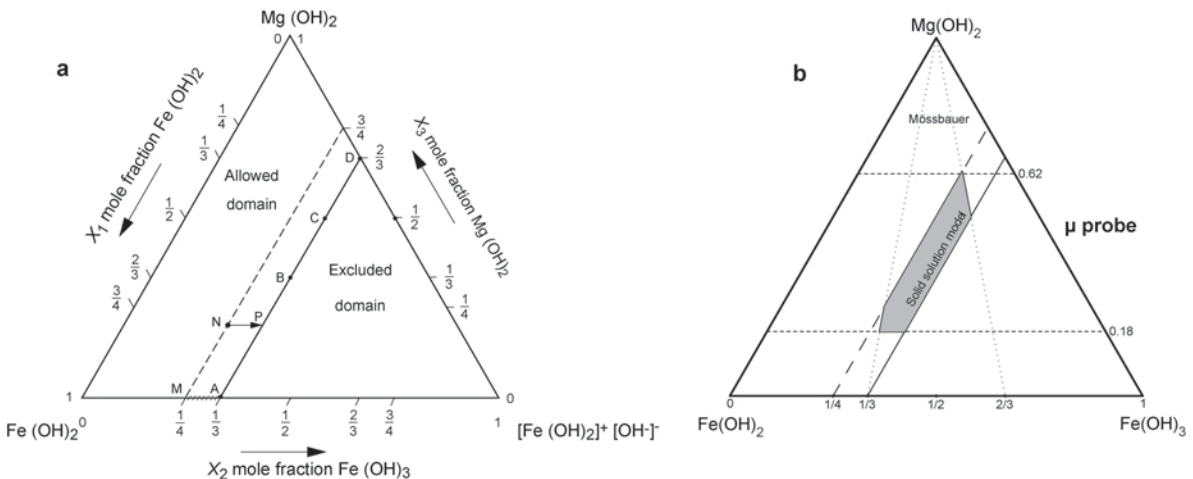 a
Mg (OH)2
0 1
X1 mole fraction Fe (OH)2
1/4
1/3
1/2
2/3
3/4
1
Allowed
domain
Excluded
domain
3/4
D 2/3
C
1/2
B
1/3
1/4
N P
M A
0
X3 mole fraction Mg (OH)2
Fe (OH)2 0
1/4 1/3 1/2 2/3 3/4 1
[Fe (OH)2]+ [OH-]-
X2 mole fraction Fe (OH)3
b
Mg(OH)2
Mössbauer
0.62
μ probe
Solid solution model
0.18
0 1/4 1/3 1/2 2/3 1
Fe(OH)2 Fe(OH)3